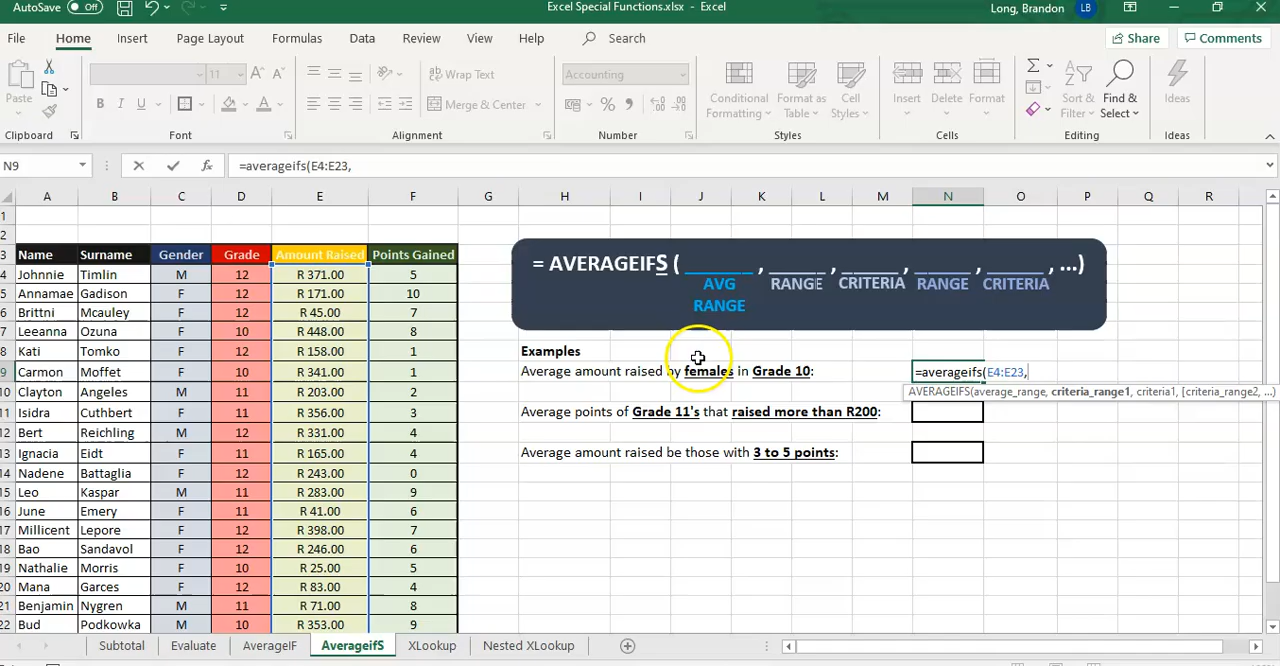 AutoSave Off Excel Special Functions.xlsx - Excel Long, Brandon LB
File Home Insert Page Layout Formulas Data Review View Help Search Share Comments
Paste 11 B I U Wrap Text Merge & Center Accounting % Conditional Formatting Format as Table Cell Styles Insert Delete Format Sort & Filter Find & Select Ideas
Clipboard Font Alignment Number Styles Cells Editing Ideas
N9 fx =averageifs(E4:E23,
A B C D E F G H I J K L M N O P Q R
1
2
3 Name Surname Gender Grade Amount Raised Points Gained
4 Johnnie Timlin M 12 R 371.00 5
5 Annamae Gadison F 12 R 171.00 10
6 Brittni Mcauley F 12 R 45.00 7
7 Leeanna Ozuna F 10 R 448.00 8
8 Kati Tomko F 12 R 158.00 1
9 Carmon Moffet F 10 R 341.00 1
10 Clayton Angeles M 11 R 203.00 2
11 Isidra Cuthbert F 11 R 356.00 3
12 Bert Reichling M 12 R 331.00 4
13 Ignacia Eidt F 11 R 165.00 4
14 Nadene Battaglia F 12 R 243.00 0
15 Leo Kaspar M 11 R 283.00 9
16 June Emery F 11 R 41.00 6
17 Millicent Lepore F 12 R 398.00 7
18 Bao Sandavol F 12 R 246.00 6
19 Nathalie Morris F 10 R 25.00 5
20 Mana Garces F 12 R 83.00 4
21 Benjamin Nygren M 11 R 71.00 8
22 Bud Podkowka M 10 R 353.00 9
= AVERAGEIFS ( ______ , ______ , ______ , ______ , ______ , ...)
AVG RANGE CRITERIA RANGE CRITERIA
RANGE
Examples
Average amount raised by females in Grade 10: =averageifs(E4:E23,
AVERAGEIFS(average_range, criteria_range1, criteria1, [criteria_range2, ...)
Average points of Grade 11's that raised more than R200:
Average amount raised be those with 3 to 5 points:
Subtotal Evaluate AverageIF AverageifS XLookup Nested XLookup